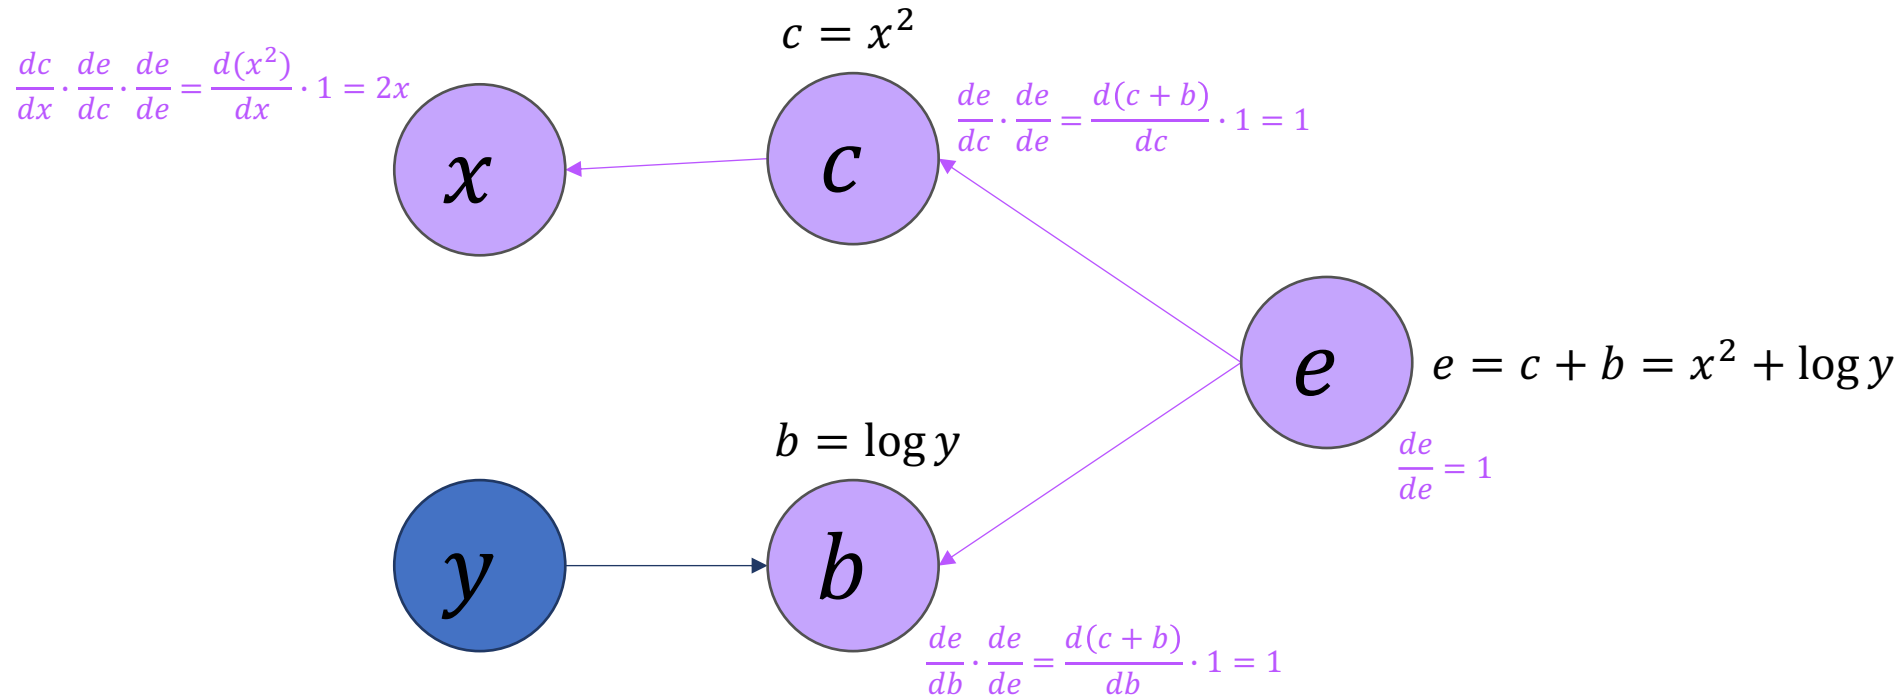 c = x²
dc/dx · de/dc · de/de = d(x²)/dx · 1 = 2x
de/dc · de/de = d(c + b)/dc · 1 = 1
x
c
e
e = c + b = x² + log y
de/de = 1
b = log y
y
b
de/db · de/de = d(c + b)/db · 1 = 1